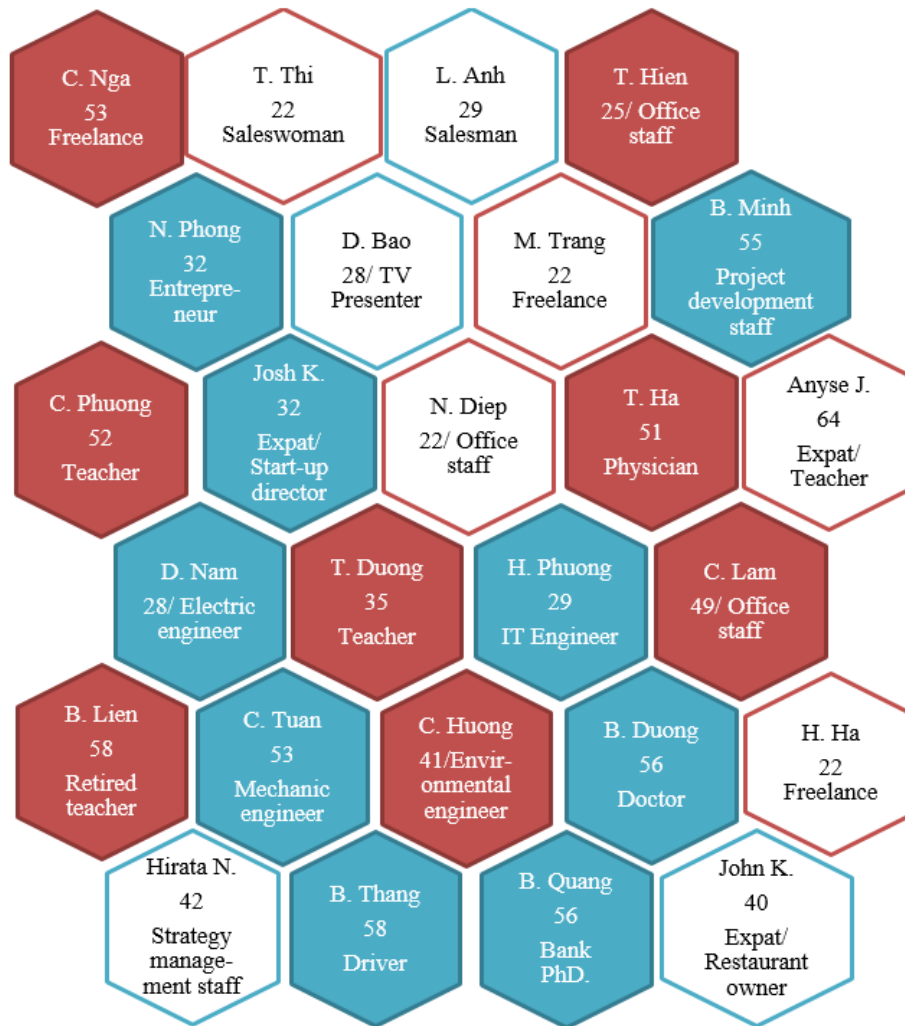 C. Nga
53
Freelance
T. Thi
22
Saleswoman
L. Anh
29
Salesman
T. Hien
25/ Office
staff
N. Phong
32
Entrepre-
neur
D. Bao
28/ TV
Presenter
M. Trang
22
Freelance
B. Minh
55
Project
development
staff
C. Phuong
52
Teacher
Josh K.
32
Expat/
Start-up
director
N. Diep
22/ Office
staff
T. Ha
51
Physician
Anyse J.
64
Expat/
Teacher
D. Nam
28/ Electric
engineer
T. Duong
35
Teacher
H. Phuong
29
IT Engineer
C. Lam
49/ Office
staff
B. Lien
58
Retired
teacher
C. Tuan
53
Mechanic
engineer
C. Huong
41/Envir-
onmental
engineer
B. Duong
56
Doctor
H. Ha
22
Freelance
Hirata N.
42
Strategy
manage-
ment staff
B. Thang
58
Driver
B. Quang
56
Bank
PhD.
John K.
40
Expat/
Restaurant
owner